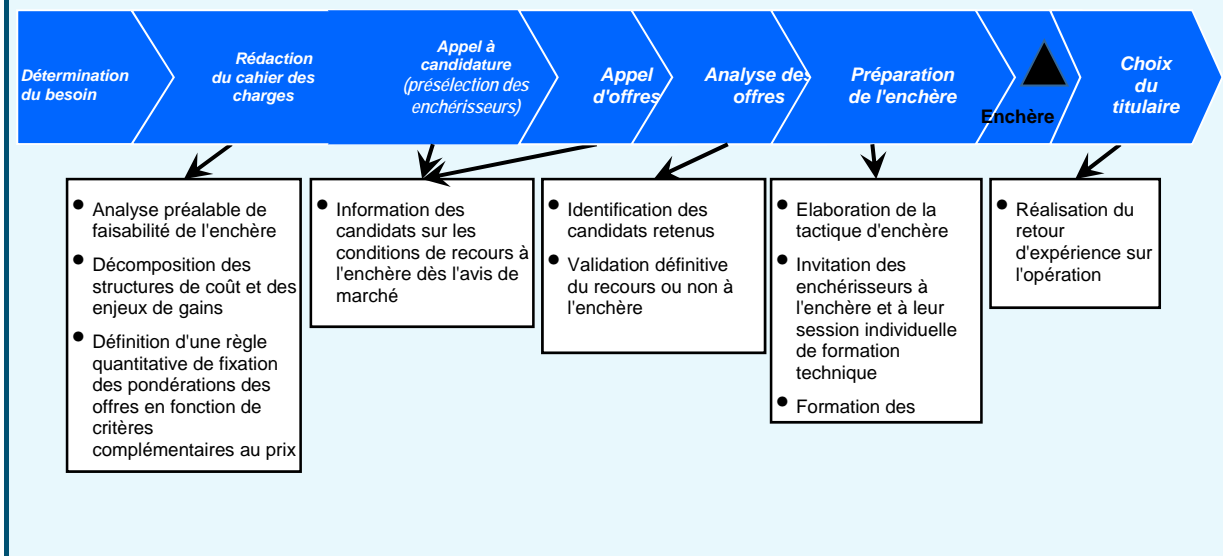 Détermination
du besoin
Rédaction
du cahier des
charges
Appel à
candidature
(présélection des
enchérisseurs)
Appel
d'offres
Analyse des
offres
Préparation
de l'enchère
Enchère
Choix
du
titulaire
• Analyse préalable de
faisabilité de l'enchère
• Décomposition des
structures de coût et des
enjeux de gains
• Définition d'une règle
quantitative de fixation
des pondérations des
offres en fonction de
critères
complémentaires au prix
• Information des
candidats sur les
conditions de recours à
l'enchère dès l'avis de
marché
• Identification des
candidats retenus
• Validation définitive
du recours ou non à
l'enchère
• Elaboration de la
tactique d'enchère
• Invitation des
enchérisseurs à
l'enchère et à leur
session individuelle
de formation
technique
• Formation des
• Réalisation du
retour
d'expérience sur
l'opération